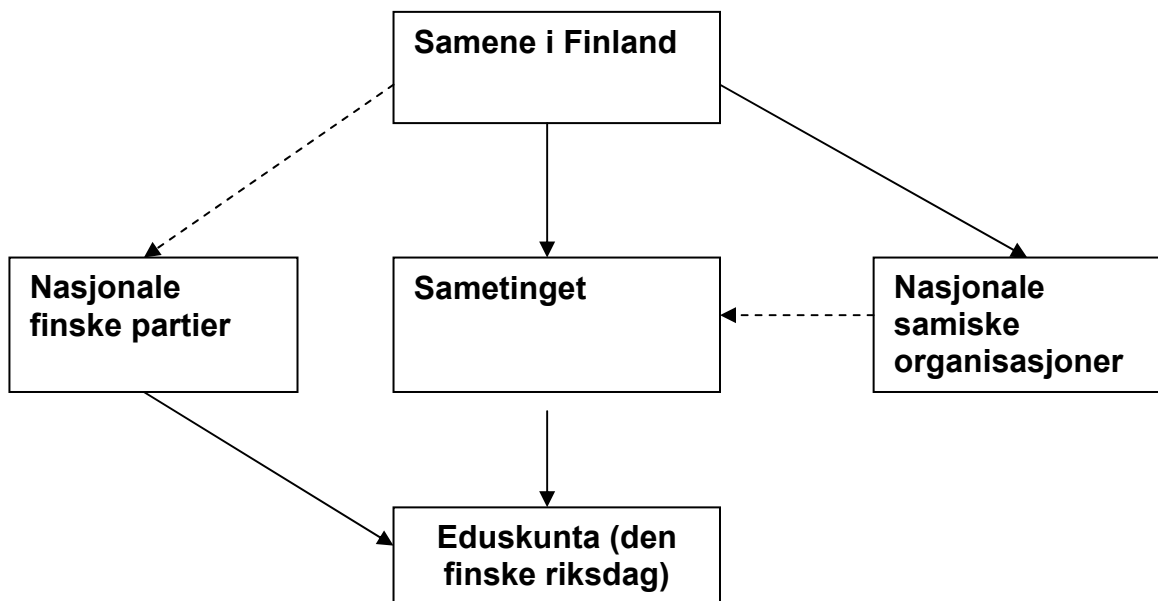 Samene i Finland
Nasjonale
finske partier
Sametinget
Nasjonale
samiske
organisasjoner
Eduskunta (den
finske riksdag)